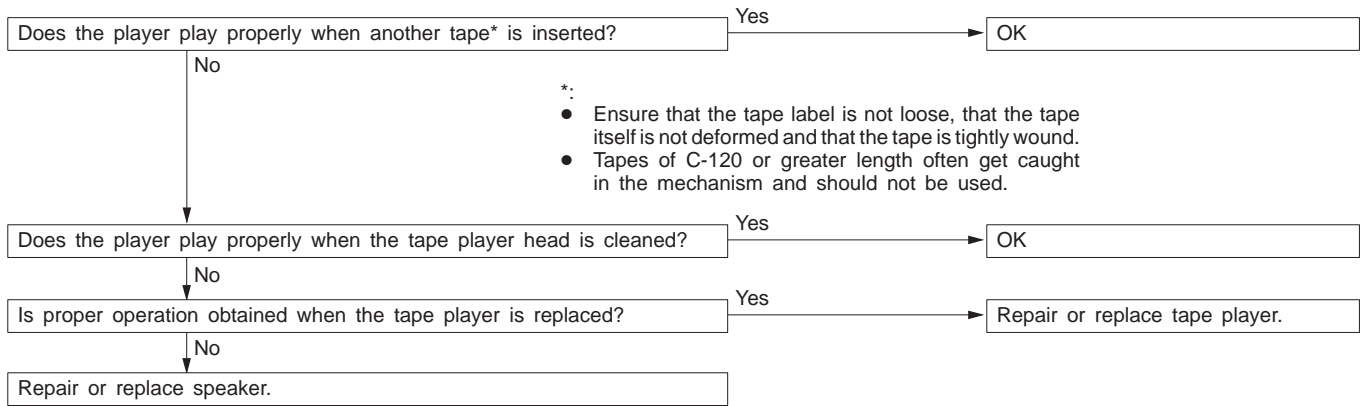 Does the player play properly when another tape* is inserted?
Yes
OK
No
*:
● Ensure that the tape label is not loose, that the tape
itself is not deformed and that the tape is tightly wound.
● Tapes of C-120 or greater length often get caught
in the mechanism and should not be used.
Does the player play properly when the tape player head is cleaned?
Yes
OK
No
Is proper operation obtained when the tape player is replaced?
Yes
Repair or replace tape player.
No
Repair or replace speaker.